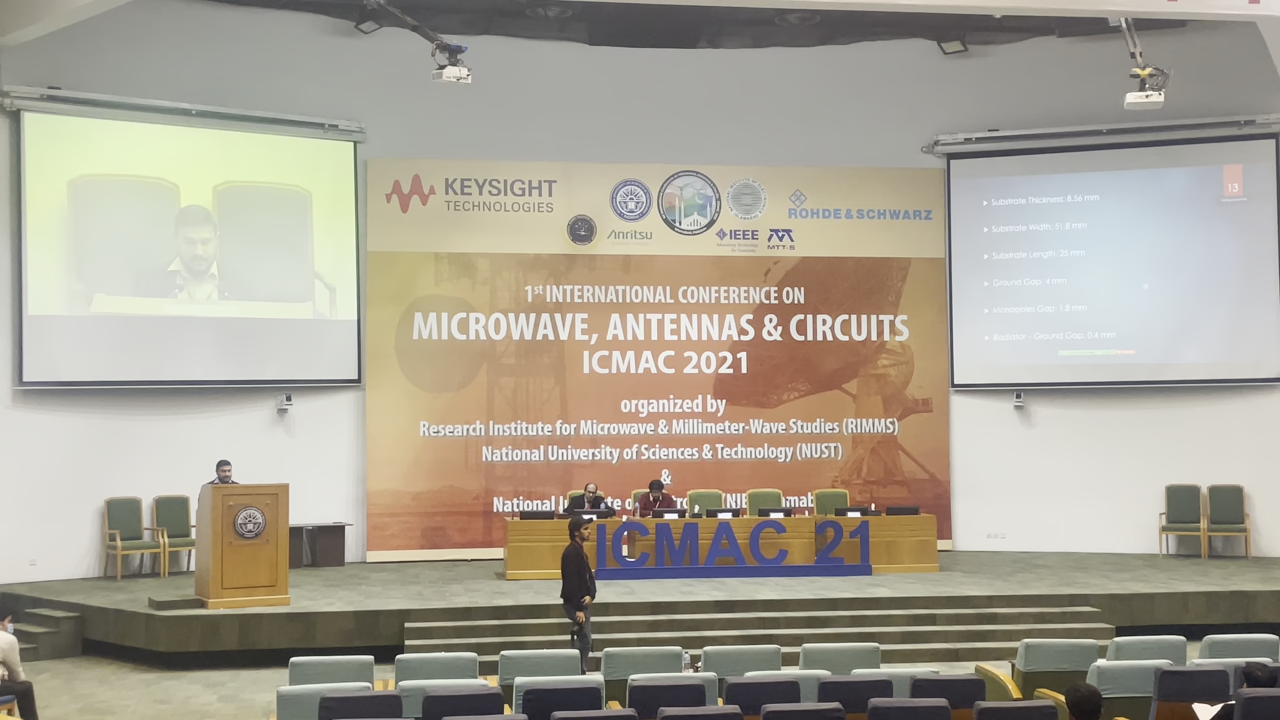 KEYSIGHT
TECHNOLOGIES
Anritsu
IEEE
MTT-S
ROHDE & SCHWARZ
1st INTERNATIONAL CONFERENCE ON
MICROWAVE, ANTENNAS & CIRCUITS
ICMAC 2021
organized by
Research Institute for Microwave & Millimeter-Wave Studies (RIMMS)
National University of Sciences & Technology (NUST)
&
National
ICMAC 21
13
Substrate Thickness: 8.56 mm
Substrate Width: 51.8 mm
Substrate Length: 25 mm
Ground Gap: 4 mm
Monopoles Gap: 1.8 mm
Radiator - Ground Gap: 0.4 mm